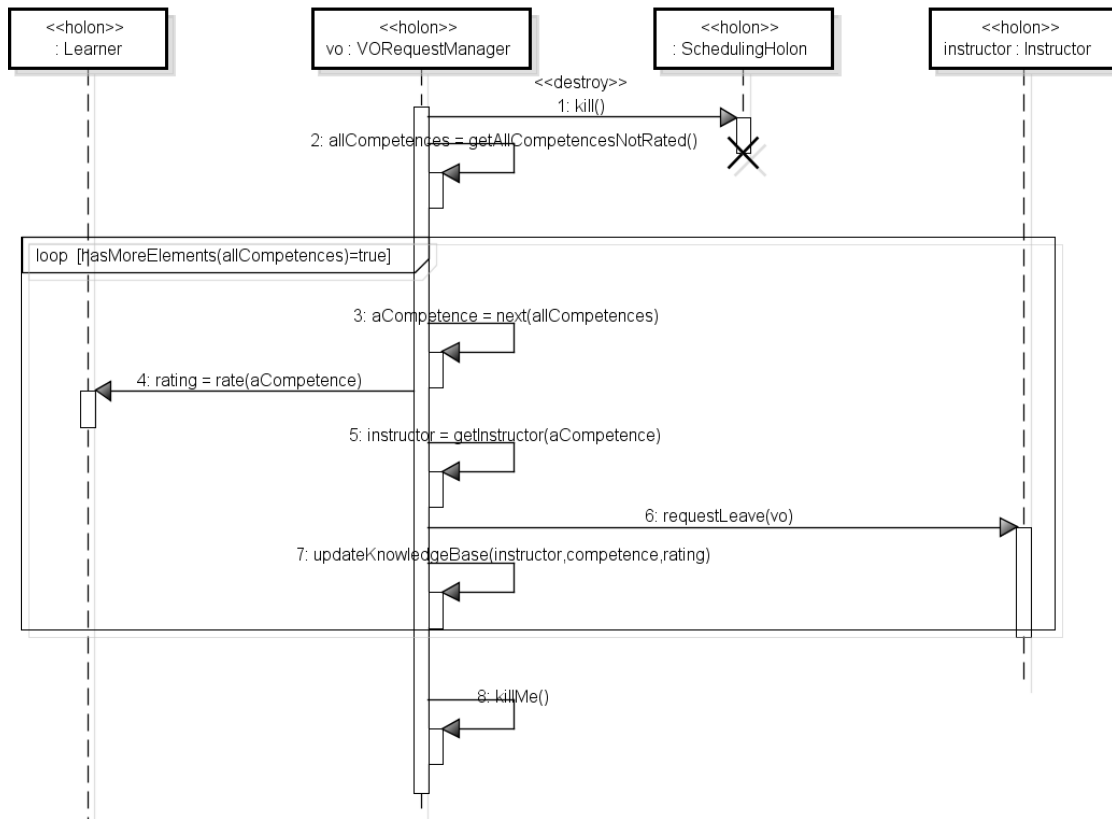 <<holon>>
: Learner
<<holon>>
vo : VORequestManager
<<holon>>
: SchedulingHolon
<<holon>>
instructor : Instructor
<<destroy>>
1: kill()
2: allCompetences = getAllCompetencesNotRated()
loop [hasMoreElements(allCompetences)=true]
3: aCompetence = next(allCompetences)
4: rating = rate(aCompetence)
5: instructor = getInstructor(aCompetence)
6: requestLeave(vo)
7: updateKnowledgeBase(instructor,competence,rating)
8: killMe()